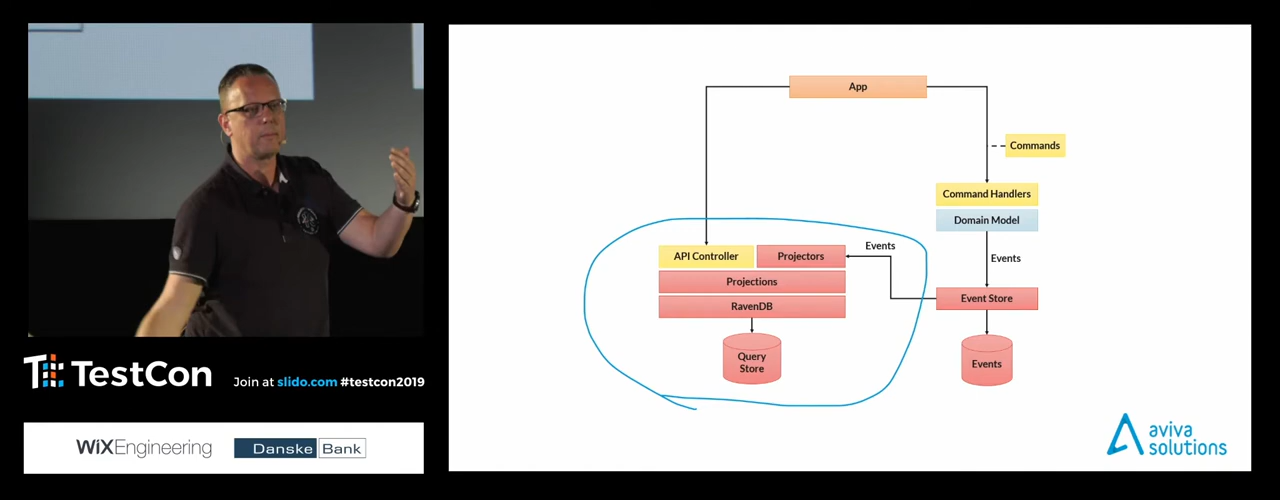 TestCon
Join at slido.com #testcon2019
WiXEngineering
Danske Bank
App
Commands
Command Handlers
Domain Model
Events
API Controller
Projectors
Events
Projections
RavenDB
Event Store
Query
Store
Events
aviva
solutions